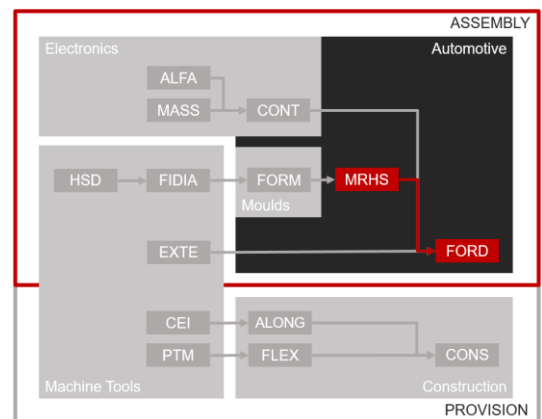 ASSEMBLY
Electronics
Automotive
ALFA
MASS
CONT
HSD
FIDIA
FORM
MRHS
Moulds
EXTE
FORD
CEI
ALONG
PTM
FLEX
CONS
Machine Tools
Construction
PROVISION